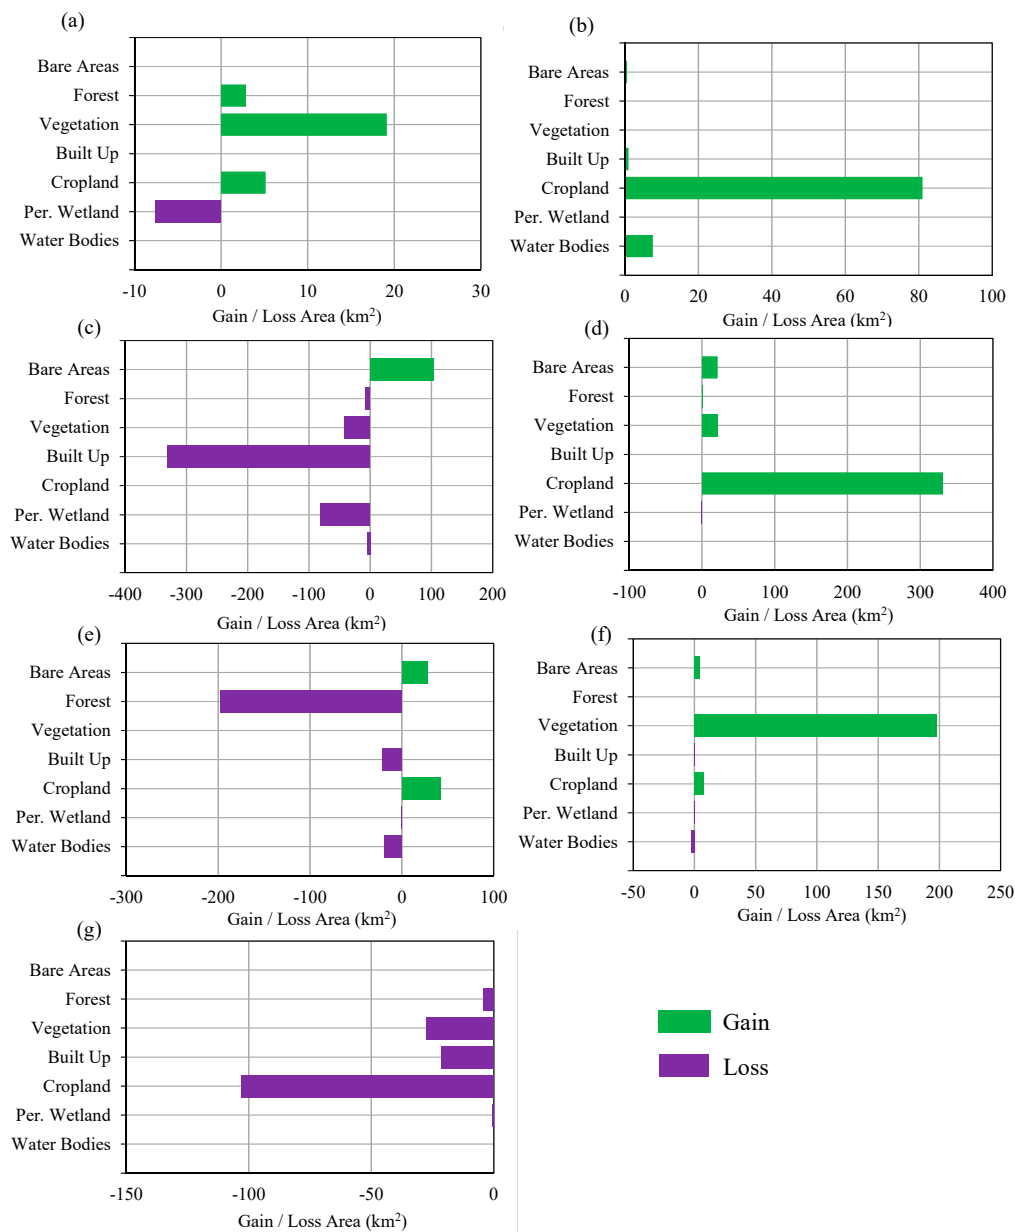 (a)
Bare Areas
Forest
Vegetation
Built Up
Cropland
Per. Wetland
Water Bodies
-10 0 10 20 30
Gain / Loss Area (km²)
(b)
Bare Areas
Forest
Vegetation
Built Up
Cropland
Per. Wetland
Water Bodies
0 20 40 60 80 100
Gain / Loss Area (km²)
(c)
Bare Areas
Forest
Vegetation
Built Up
Cropland
Per. Wetland
Water Bodies
-400 -300 -200 -100 0 100 200
Gain / Loss Area (km²)
(d)
Bare Areas
Forest
Vegetation
Built Up
Cropland
Per. Wetland
Water Bodies
-100 0 100 200 300 400
Gain / Loss Area (km²)
(e)
Bare Areas
Forest
Vegetation
Built Up
Cropland
Per. Wetland
Water Bodies
-300 -200 -100 0 100
Gain / Loss Area (km²)
(f)
Bare Areas
Forest
Vegetation
Built Up
Cropland
Per. Wetland
Water Bodies
-50 0 50 100 150 200 250
Gain / Loss Area (km²)
(g)
Bare Areas
Forest
Vegetation
Built Up
Cropland
Per. Wetland
Water Bodies
-150 -100 -50 0
Gain / Loss Area (km²)
Gain
Loss